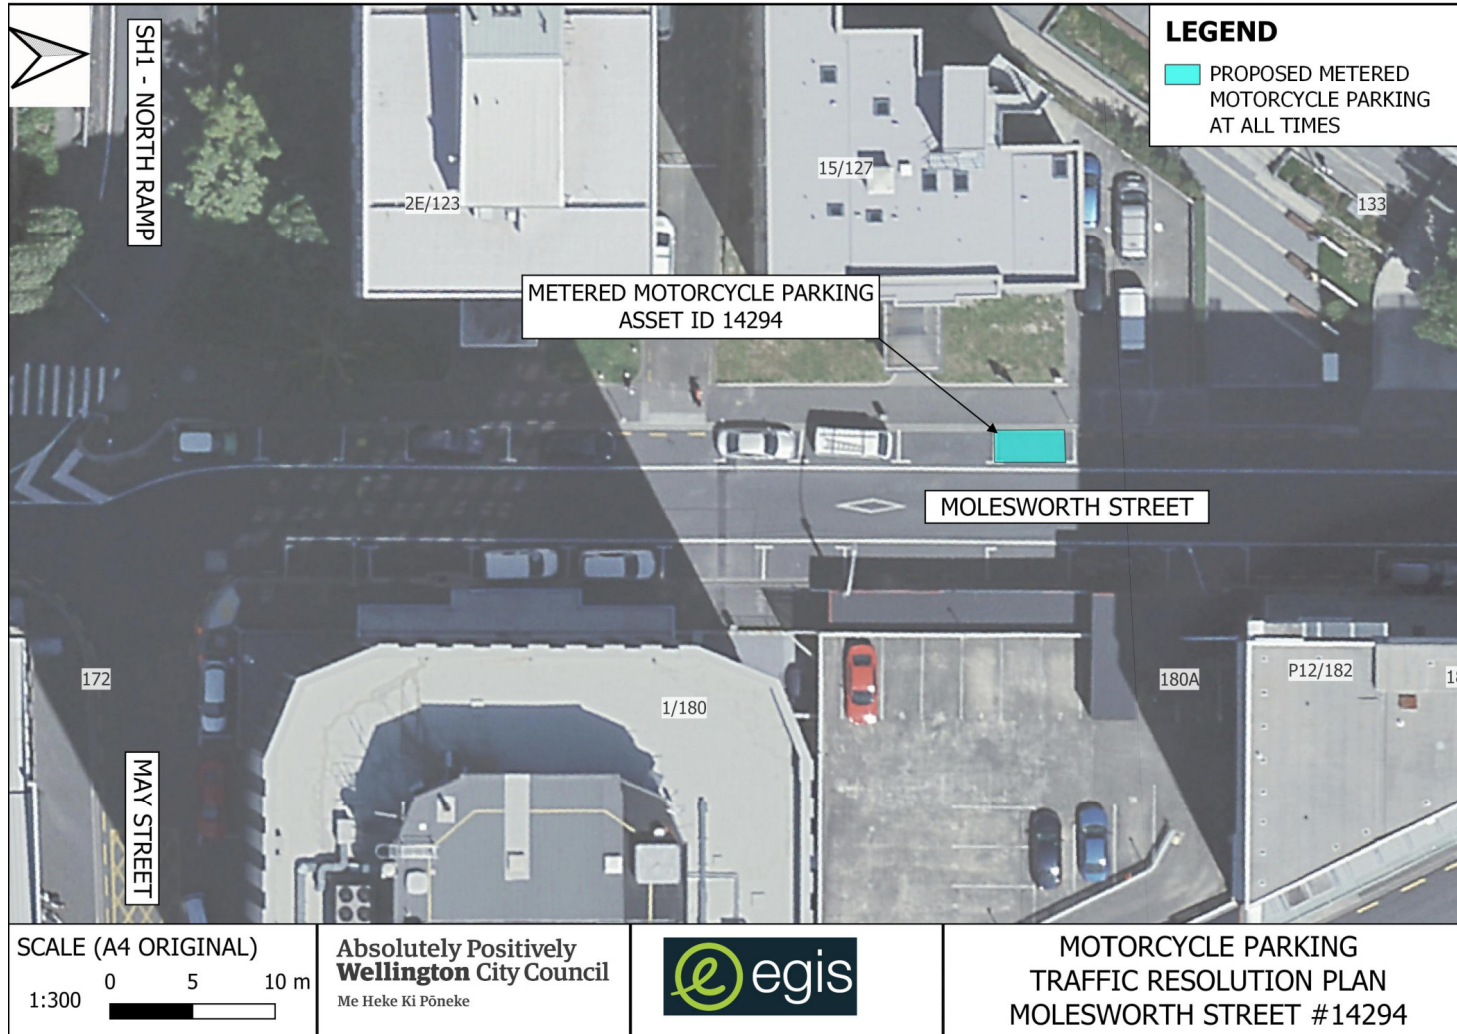 LEGEND
PROPOSED METERED
MOTORCYCLE PARKING
AT ALL TIMES
SH1 - NORTH RAMP
2E/123
15/127
133
METERED MOTORCYCLE PARKING
ASSET ID 14294
MOLESWORTH STREET
172
1/180
180A
P12/182
MAY STREET
SCALE (A4 ORIGINAL)
0 5 10 m
1:300
Absolutely Positively
Wellington City Council
Me Heke Ki Pōneke
egis
MOTORCYCLE PARKING
TRAFFIC RESOLUTION PLAN
MOLESWORTH STREET #14294